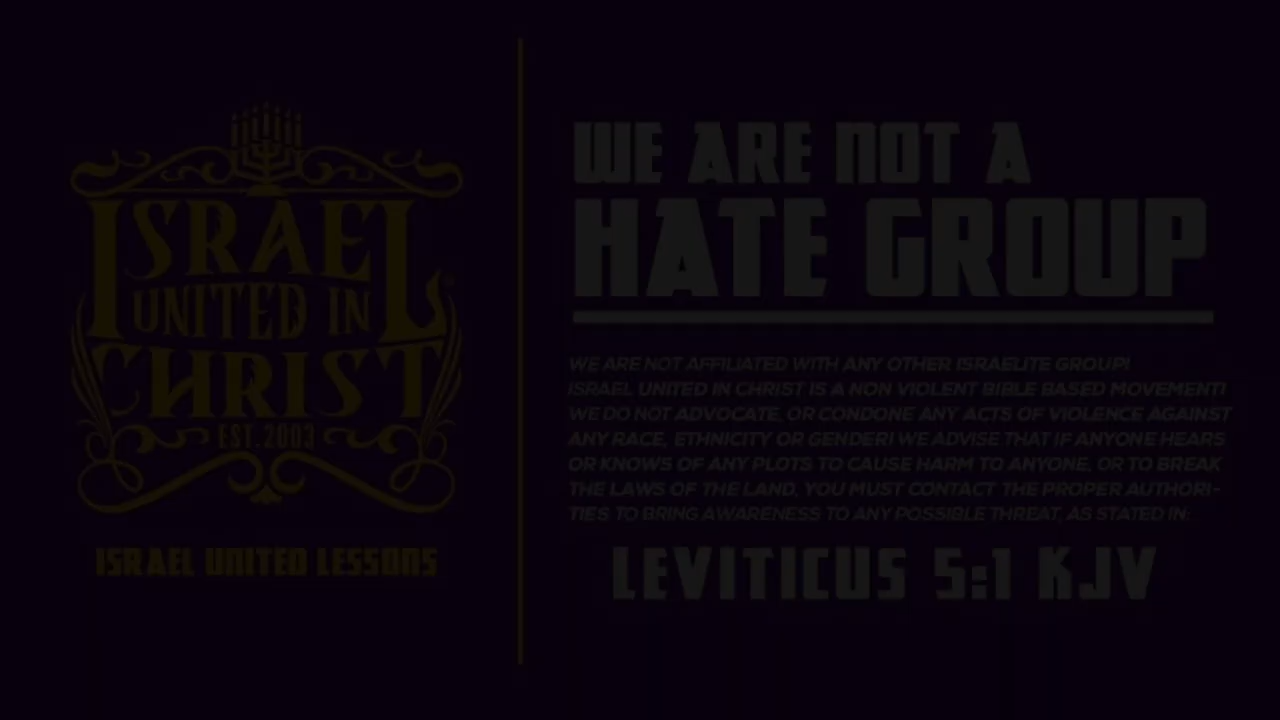 ISRAEL
UNITED IN
CHRIST
EST. 2003
ISRAEL UNITED LESSONS
WE ARE NOT A
HATE GROUP
WE ARE NOT AFFILIATED WITH ANY OTHER ISRAELITE GROUP!
ISRAEL UNITED IN CHRIST IS A NON VIOLENT BIBLE BASED MOVEMENT!
WE DO NOT ADVOCATE, OR CONDONE ANY ACTS OF VIOLENCE AGAINST
ANY RACE, ETHNICITY OR GENDER! WE ADVISE THAT IF ANYONE HEARS
OR KNOWS OF ANY PLOTS TO CAUSE HARM TO ANYONE, OR TO BREAK
THE LAWS OF THE LAND, YOU MUST CONTACT THE PROPER AUTHORI-
TIES TO BRING AWARENESS TO ANY POSSIBLE THREAT, AS STATED IN:
LEVITICUS 5:1 KJV